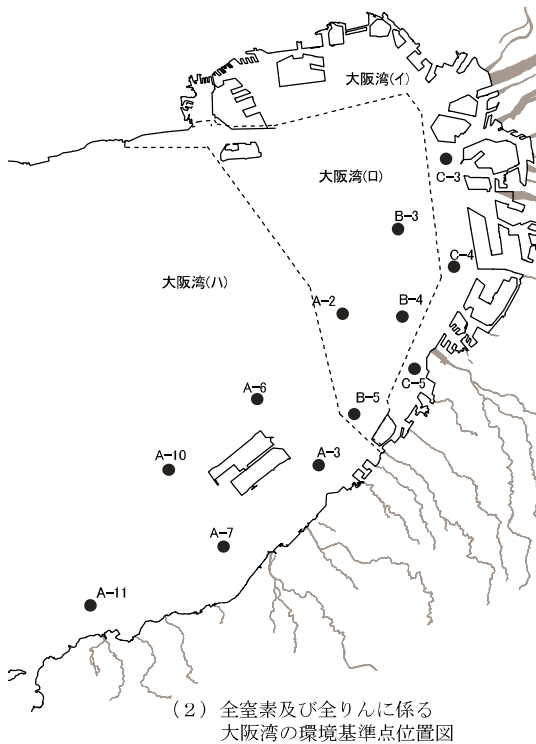 大阪湾(イ)
大阪湾(ロ)
C-3
B-3
C-4
大阪湾(ハ)
A-2
B-4
C-5
A-6
B-5
A-10
A-3
A-7
A-11
（２）全窒素及び全りんに係る
大阪湾の環境基準点位置図